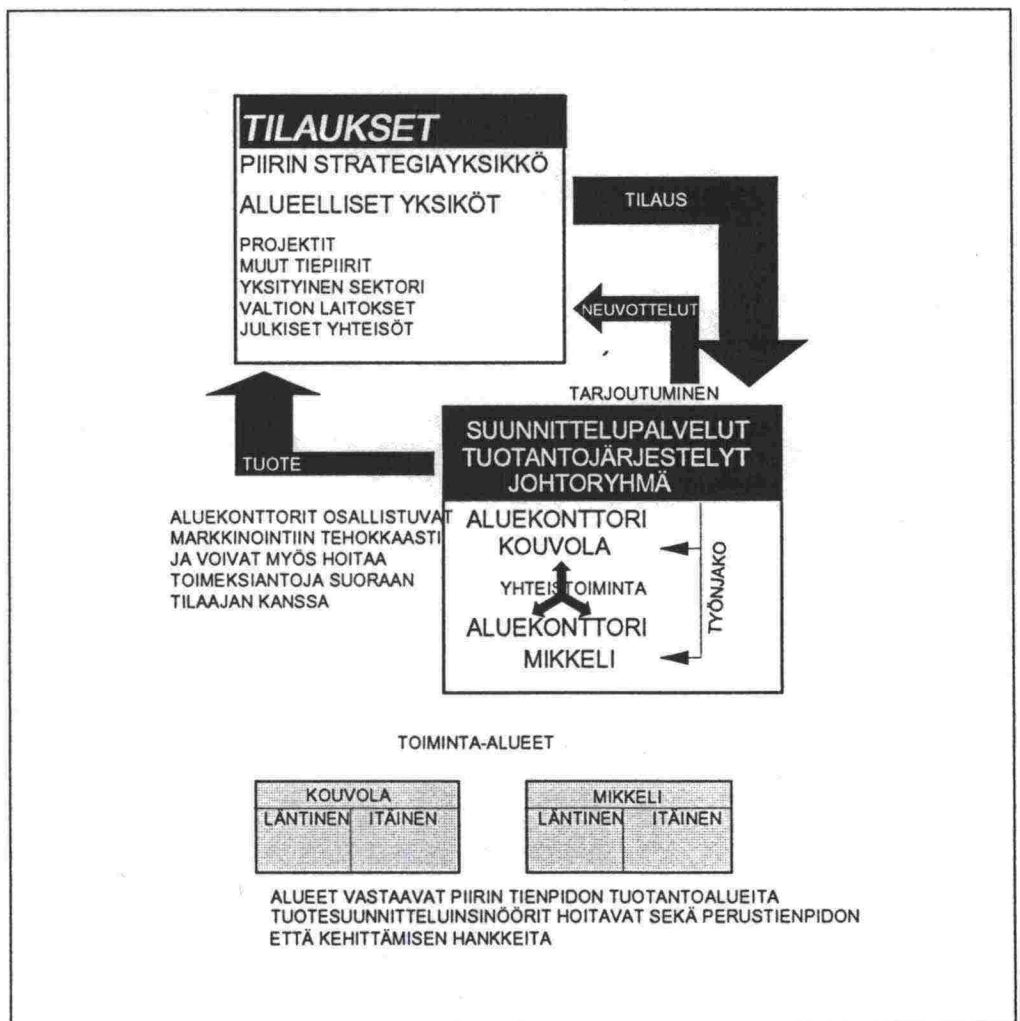 TILAUKSET
PIIRIN STRATEGIAYKSIKKÖ
ALUEELLISET YKSIKÖT
PROJEKTIT
MUUT TIEPIIRIT
YKSITYINEN SEKTORI
VALTION LAITOKSET
JULKISET YHTEISÖT
TILAUS
NEUVOTTELUT
TARJOUTUMINEN
SUUNNITTELUPALVELUT
TUOTANTOJÄRJESTELYT
JOHTORYHMÄ
TUOTE
ALUEKONTTORIT OSALLISTUVAT
MARKKINOINTIIN TEHOKKAASTI
JA VOIVAT MYÖS HOITAA
TOIMEKSIANTOJA SUORAAN
TILAAJAN KANSSA
ALUEKONTTORI
KOUVOLA
YHTEISTOIMINTA
ALUEKONTTORI
MIKKELI
TYÖNJAKO
TOIMINTA-ALUEET
KOUVOLA
LÄNTINEN ITÄINEN
MIKKELI
LÄNTINEN ITÄINEN
ALUEET VASTAAVAT PIIRIN TIENPIDON TUOTANTOALUEITA
TUOTESUUNNITTELUINSINÖÖRIT HOITAVAT SEKÄ PERUSTIENPIDON
ETTÄ KEHITTÄMISEN HANKKEITA